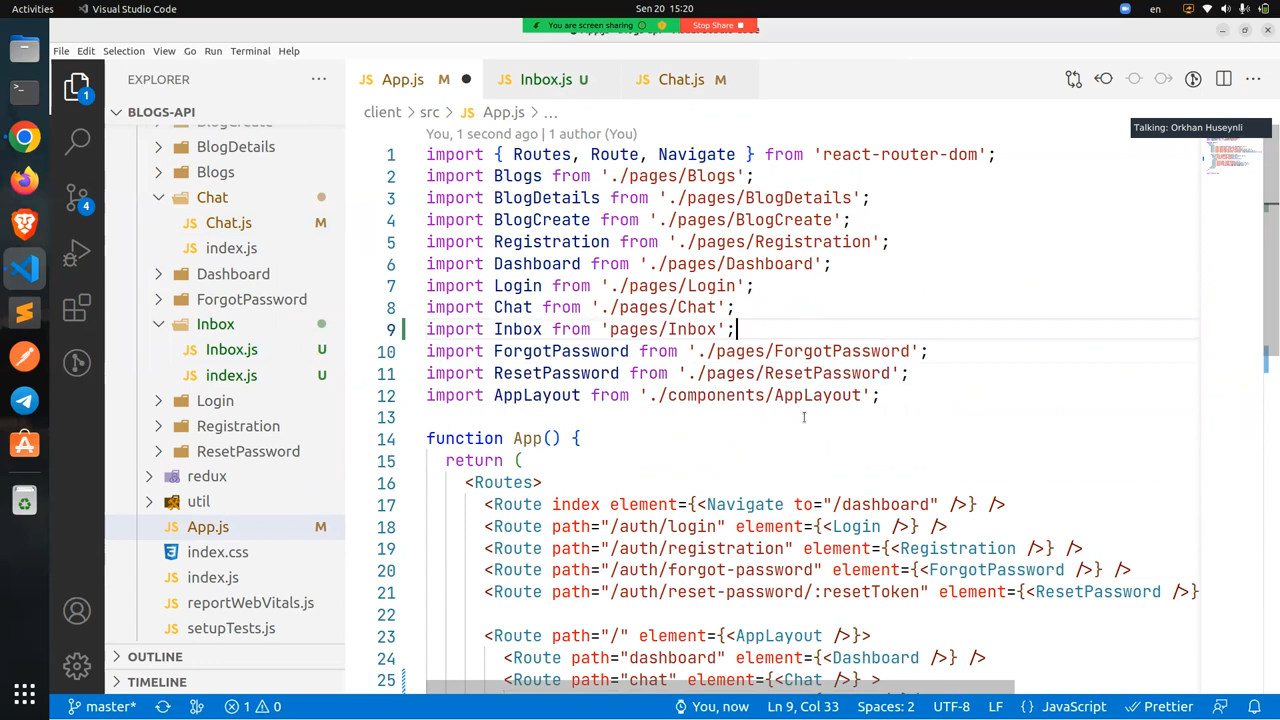 Activities
Visual Studio Code
Sen 20 15:20
en
You are screen sharing
Stop Share
File Edit Selection View Go Run Terminal Help
EXPLORER
BLOGS-API
BlogCreate
BlogDetails
Blogs
Chat
Chat.js M
index.js
Dashboard
ForgotPassword
Inbox
Inbox.js U
index.js U
Login
Registration
ResetPassword
redux
util
App.js M
index.css
index.js
reportWebVitals.js
setupTests.js
OUTLINE
TIMELINE
1
4
App.js M
Inbox.js U
Chat.js M
client > src > JS App.js > ...
Talking: Orkhan Huseynli
You, 1 second ago | 1 author (You)
1 import { Routes, Route, Navigate } from 'react-router-dom';
2 import Blogs from './pages/Blogs';
3 import BlogDetails from './pages/BlogDetails';
4 import BlogCreate from './pages/BlogCreate';
5 import Registration from './pages/Registration';
6 import Dashboard from './pages/Dashboard';
7 import Login from './pages/Login';
8 import Chat from './pages/Chat';
9 import Inbox from 'pages/Inbox';
10 import ForgotPassword from './pages/ForgotPassword';
11 import ResetPassword from './pages/ResetPassword';
12 import AppLayout from './components/AppLayout';
13
14 function App() {
15 return (
16 <Routes>
17 <Route index element={<Navigate to="/dashboard" />} />
18 <Route path="/auth/login" element={<Login />} />
19 <Route path="/auth/registration" element={<Registration />} />
20 <Route path="/auth/forgot-password" element={<ForgotPassword />} />
21 <Route path="/auth/reset-password/:resetToken" element={<ResetPassword />}
22
23 <Route path="/" element={<AppLayout />}>
24 <Route path="dashboard" element={<Dashboard />} />
25 <Route path="chat" element={<Chat />} >
master*
1 0
You, now
Ln 9, Col 33
Spaces: 2
UTF-8
LF
{} JavaScript
Prettier